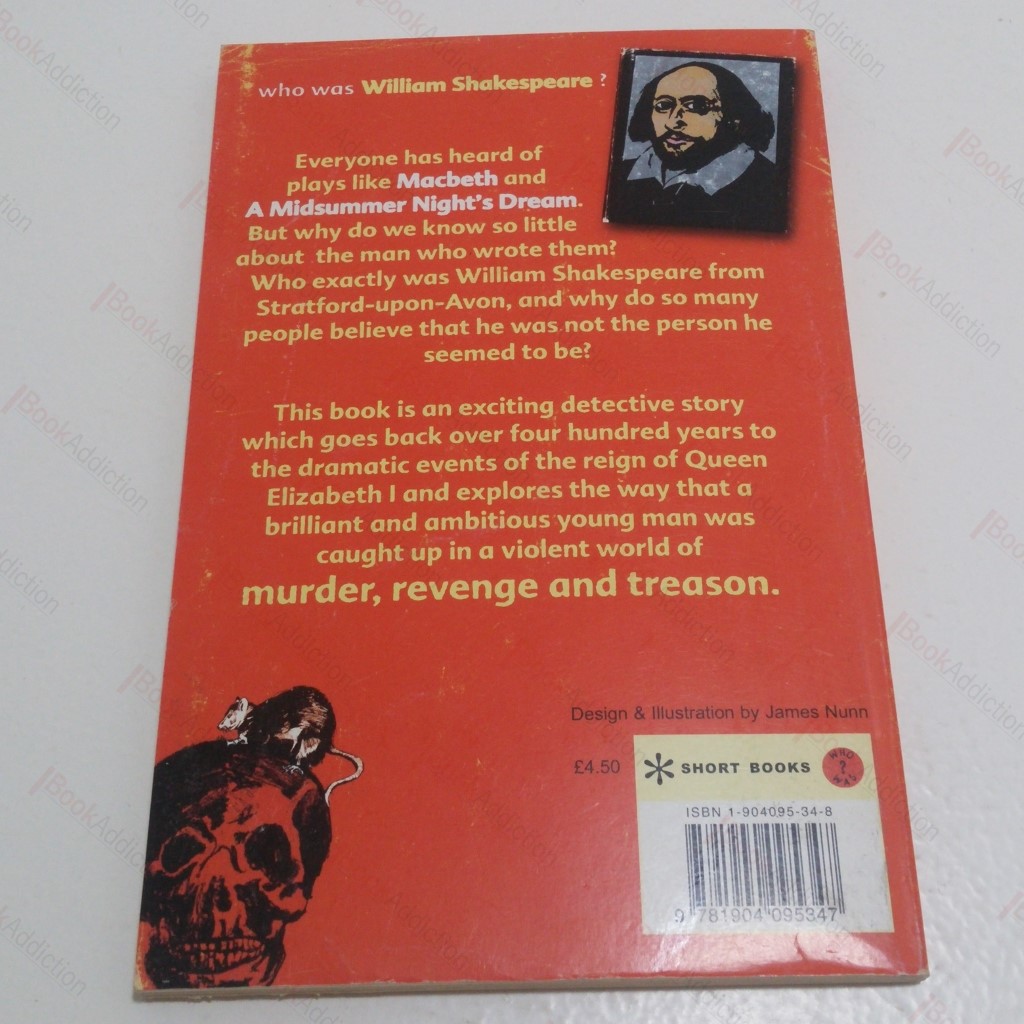 who was William Shakespeare ?
Everyone has heard of
plays like Macbeth and
A Midsummer Night's Dream.
But why do we know so little
about the man who wrote them?
Who exactly was William Shakespeare from
Stratford-upon-Avon, and why do so many
people believe that he was not the person he
seemed to be?
This book is an exciting detective story
which goes back over four hundred years to
the dramatic events of the reign of Queen
Elizabeth I and explores the way that a
brilliant and ambitious young man was
caught up in a violent world of
murder, revenge and treason.
Design & Illustration by James Nunn
£4.50
SHORT BOOKS
WHO
?
WAS
ISBN 1-904095-34-8
9 781904 095347
BookAddiction